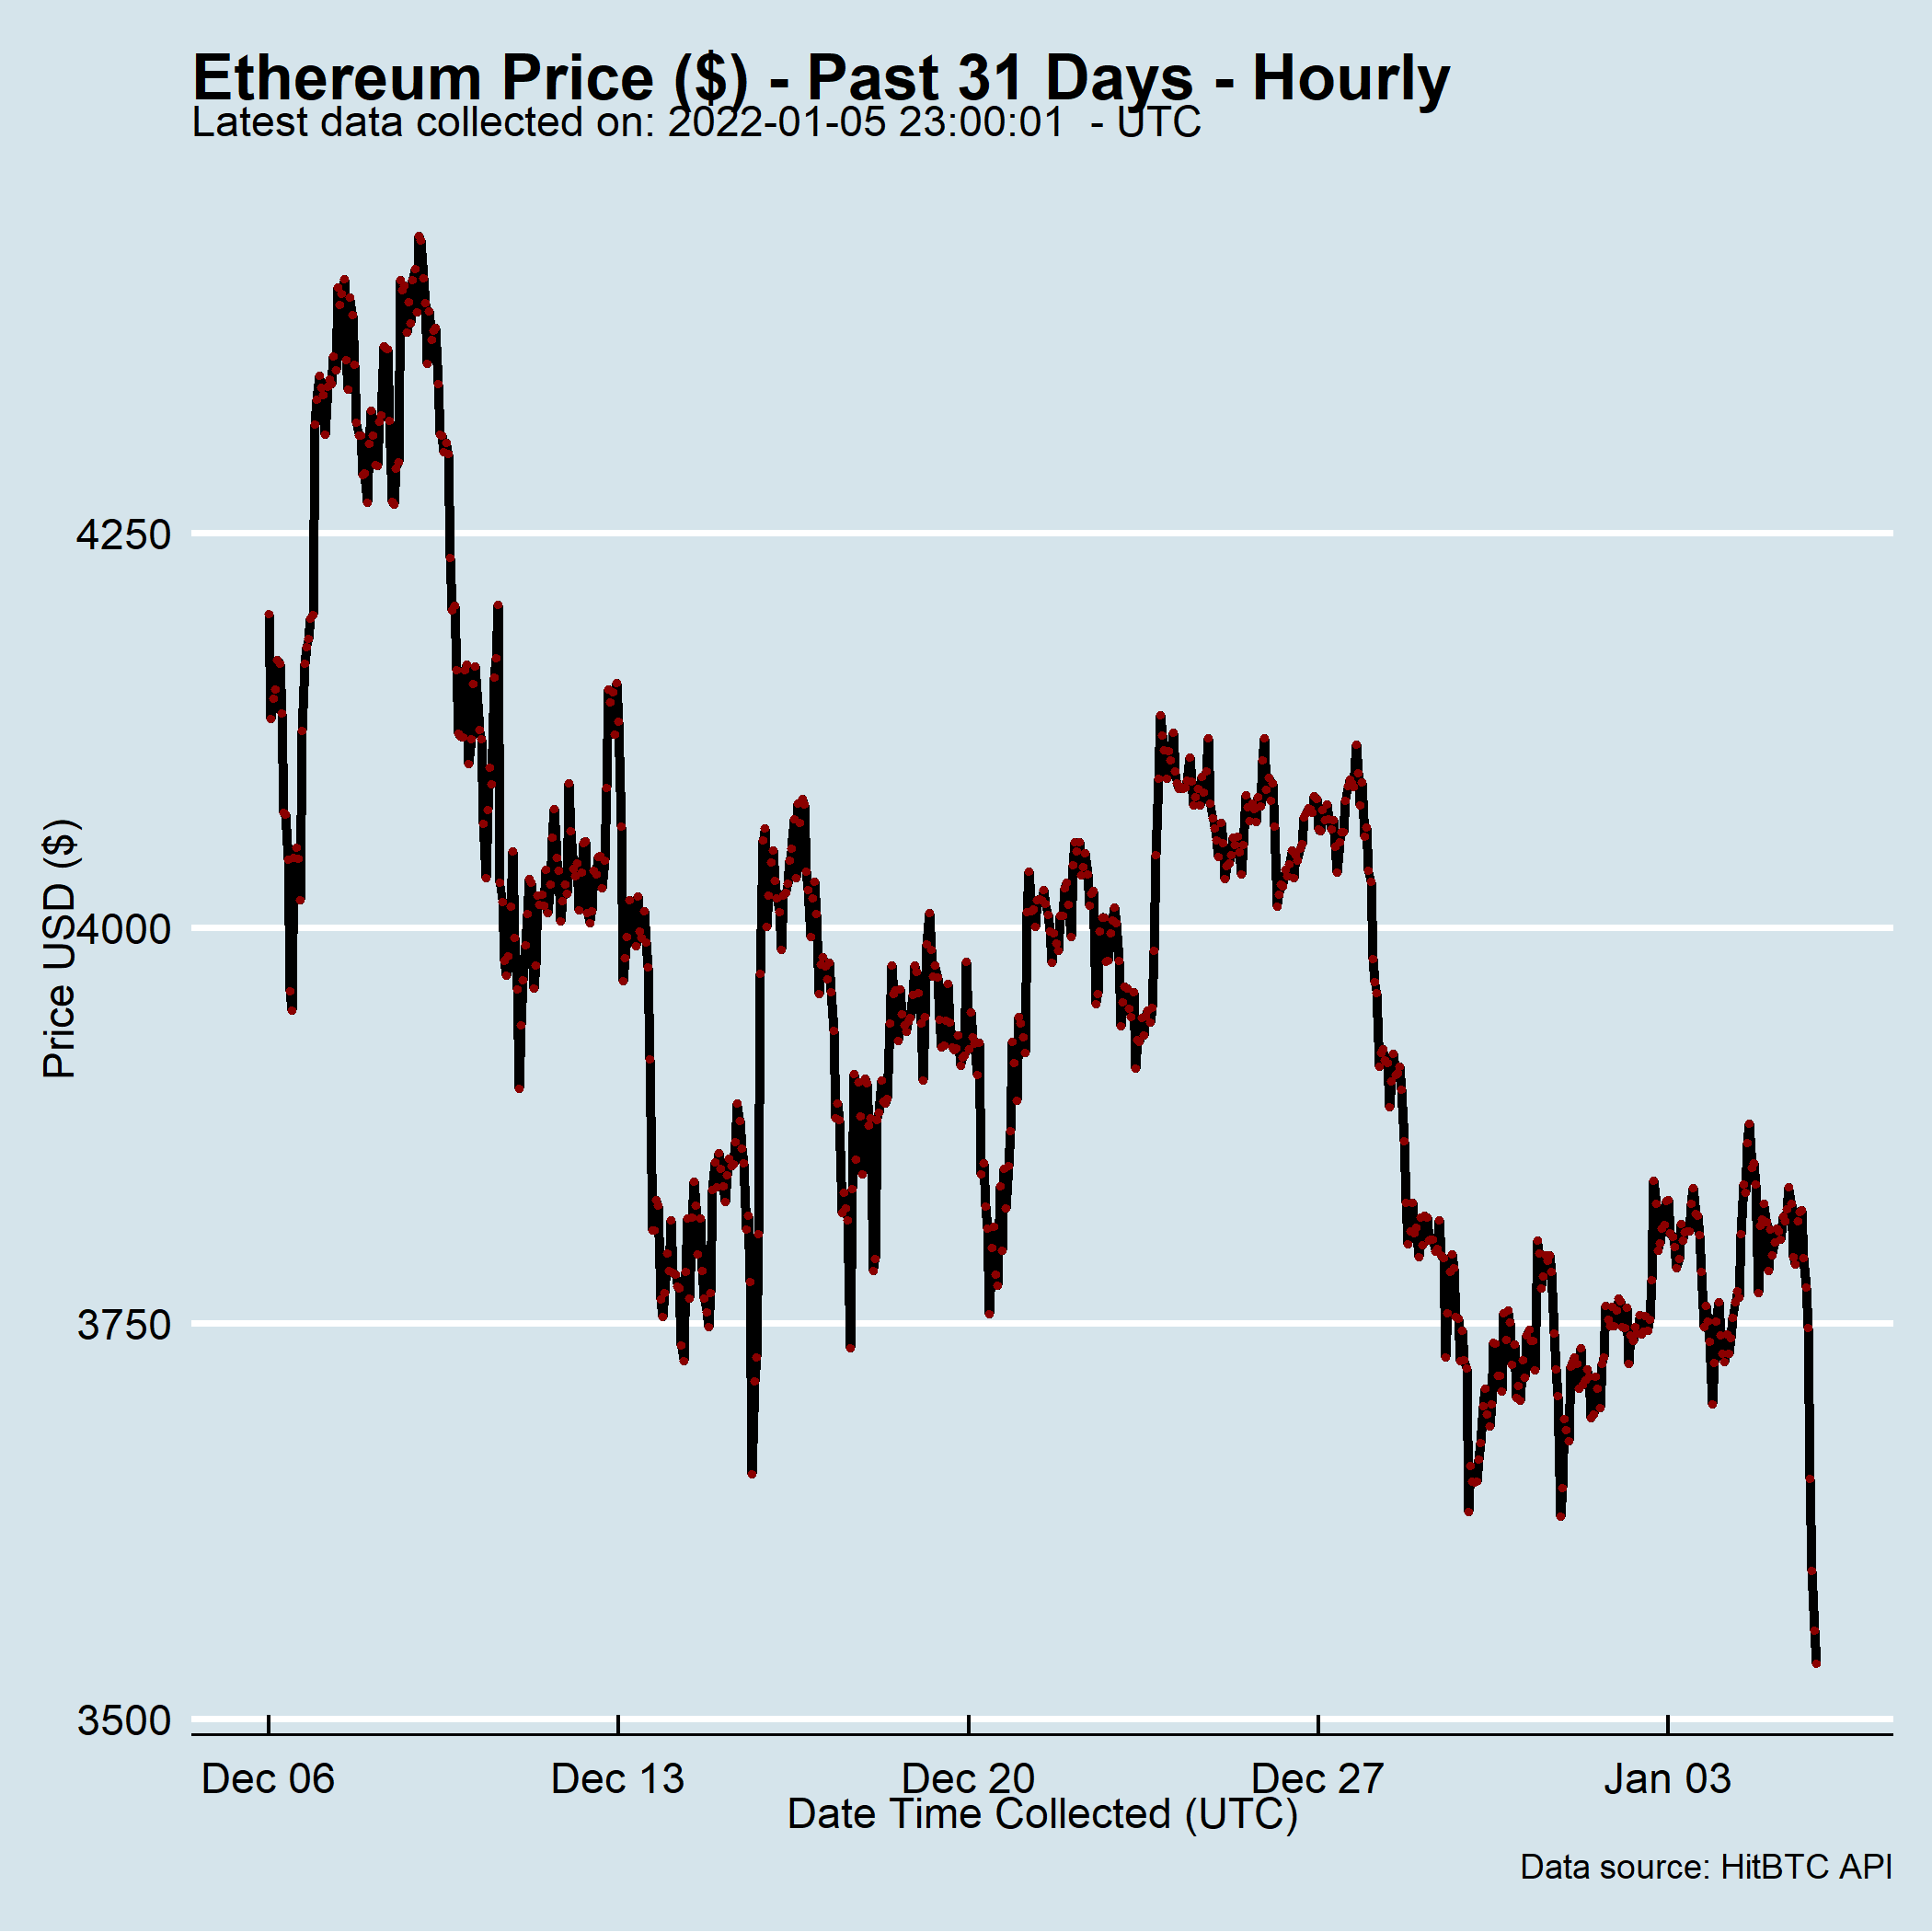 Ethereum Price ($) - Past 31 Days - Hourly
Latest data collected on: 2022-01-05 23:00:01  - UTC
Price USD ($)
4250
4000
3750
3500
Dec 06
Dec 13
Dec 20
Dec 27
Jan 03
Date Time Collected (UTC)
Data source: HitBTC API